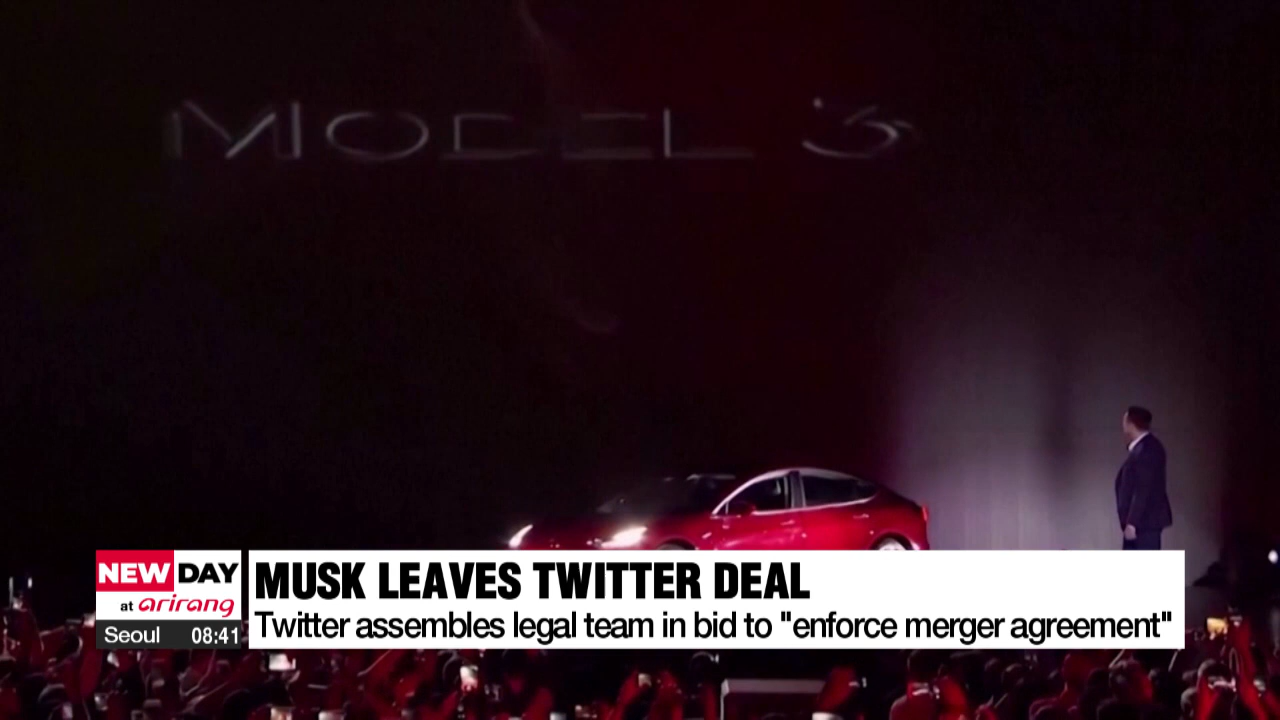 MODEL 3
NEW DAY
at arirang
Seoul 08:41
MUSK LEAVES TWITTER DEAL
Twitter assembles legal team in bid to "enforce merger agreement"